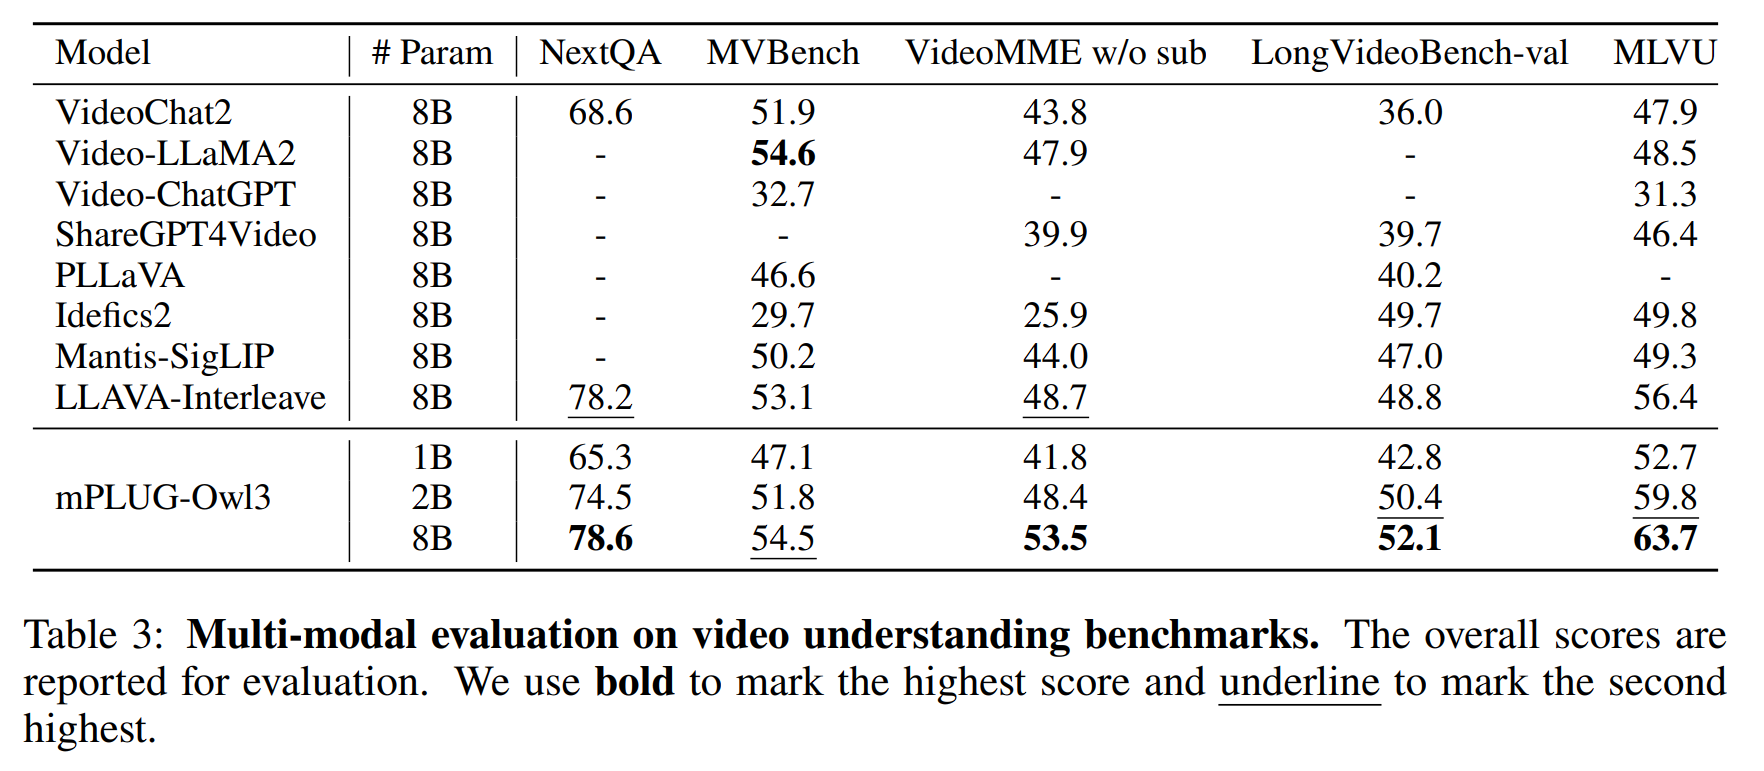 Model # Param NextQA MVBench VideoMME w/o sub LongVideoBench-val MLVU
VideoChat2 8B 68.6 51.9 43.8 36.0 47.9
Video-LLaMA2 8B - 54.6 47.9 - 48.5
Video-ChatGPT 8B - 32.7 - - 31.3
ShareGPT4Video 8B - - 39.9 39.7 46.4
PLLaVA 8B - 46.6 - 40.2 -
Idefics2 8B - 29.7 25.9 49.7 49.8
Mantis-SigLIP 8B - 50.2 44.0 47.0 49.3
LLAVA-Interleave 8B 78.2 53.1 48.7 48.8 56.4
1B 65.3 47.1 41.8 42.8 52.7
mPLUG-Owl3 2B 74.5 51.8 48.4 50.4 59.8
8B 78.6 54.5 53.5 52.1 63.7
Table 3: Multi-modal evaluation on video understanding benchmarks. The overall scores are
reported for evaluation. We use bold to mark the highest score and underline to mark the second
highest.